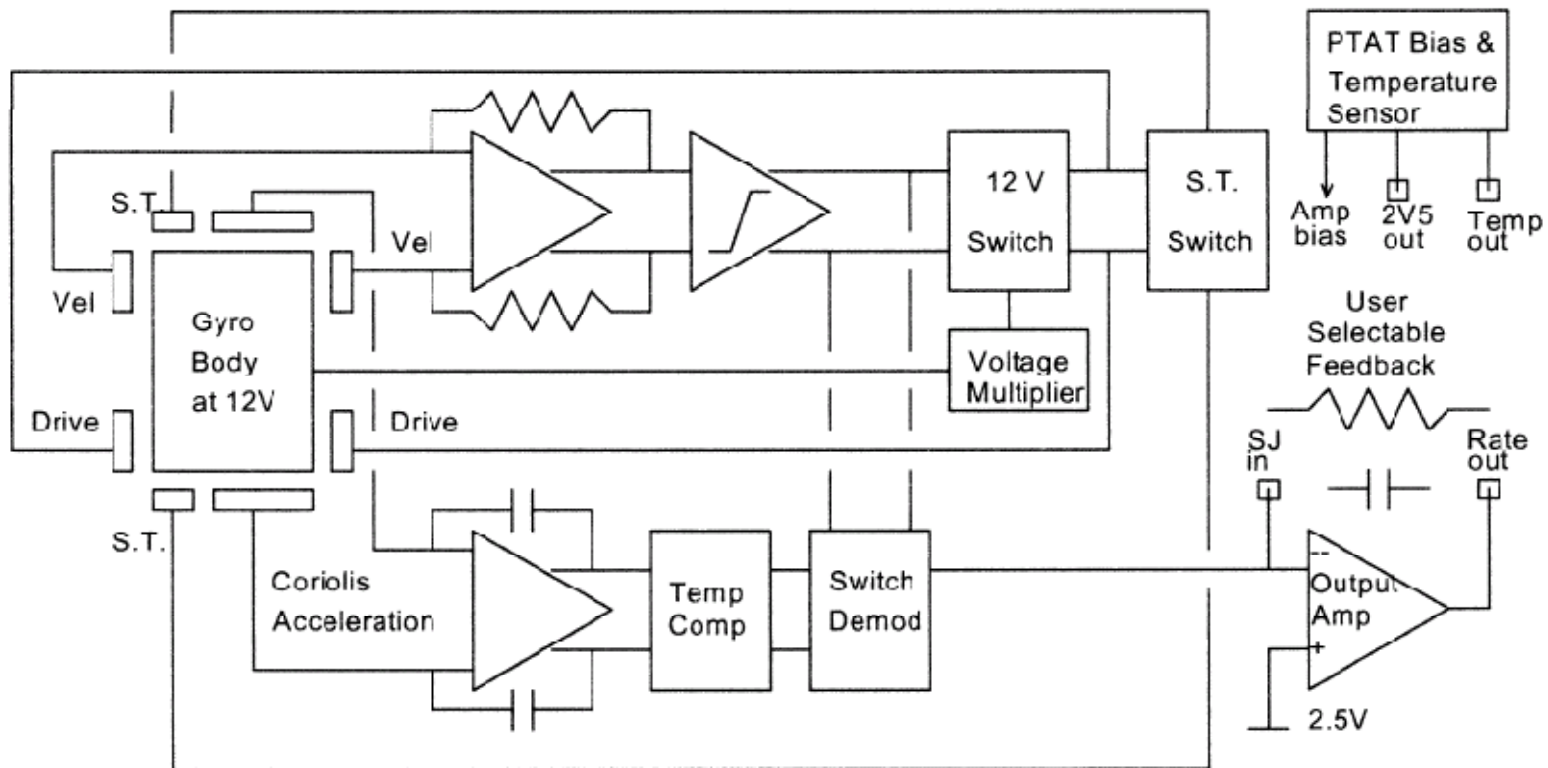 PTAT Bias &
Temperature
Sensor
Amp
bias
2V5
out
Temp
out
S.T.
Vel
Vel
12 V
Switch
S.T.
Switch
Gyro
Body
at 12V
Voltage
Multiplier
User
Selectable
Feedback
Drive
Drive
SJ
in
Rate
out
S.T.
Coriolis
Acceleration
Temp
Comp
Switch
Demod
--
Output
Amp
+
2.5V